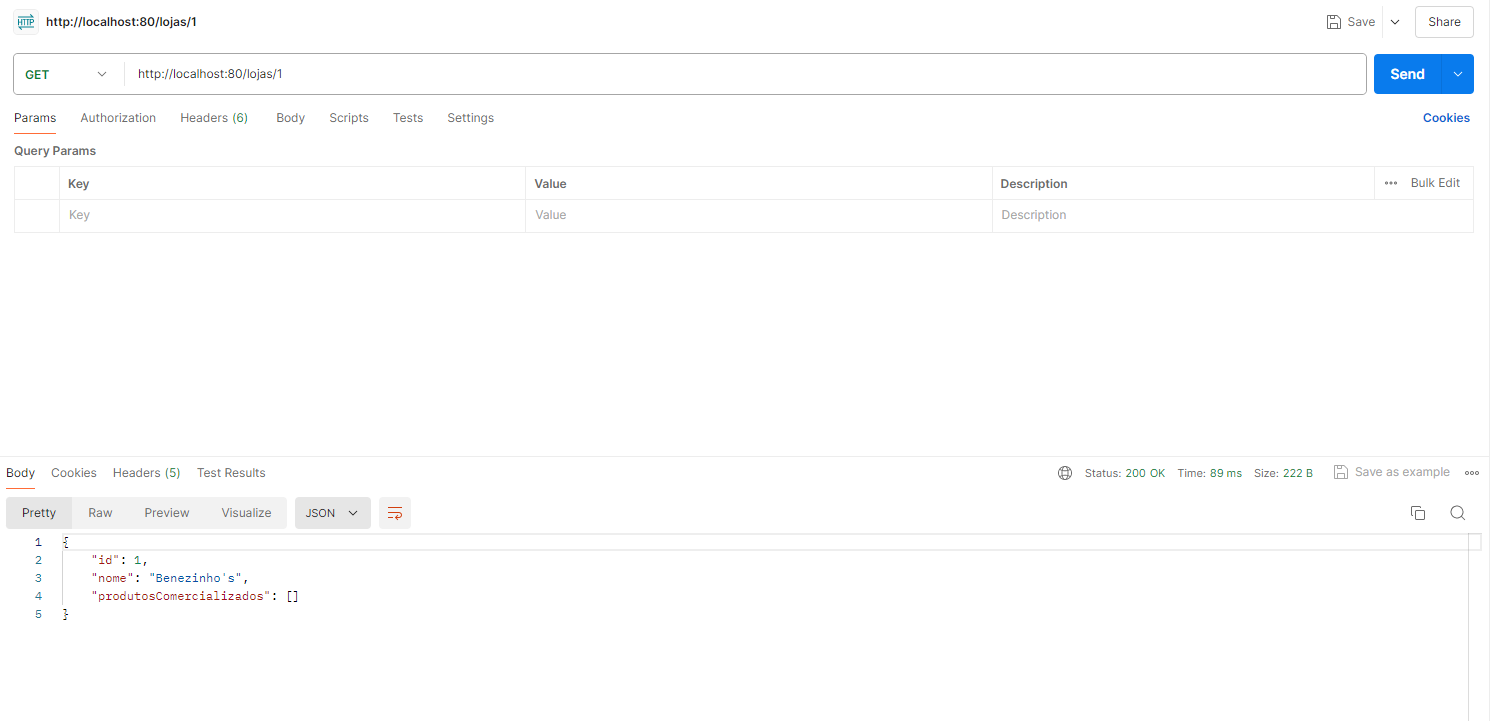 HTTP http://localhost:80/lojas/1 Save Share
GET http://localhost:80/lojas/1 Send
Params Authorization Headers (6) Body Scripts Tests Settings Cookies
Query Params
Key Value Description ••• Bulk Edit
Key Value Description
Body Cookies Headers (5) Test Results Status: 200 OK Time: 89 ms Size: 222 B Save as example
Pretty Raw Preview Visualize JSON
1 {
2 "id": 1,
3 "nome": "Benezinho's",
4 "produtosComercializados": []
5 }